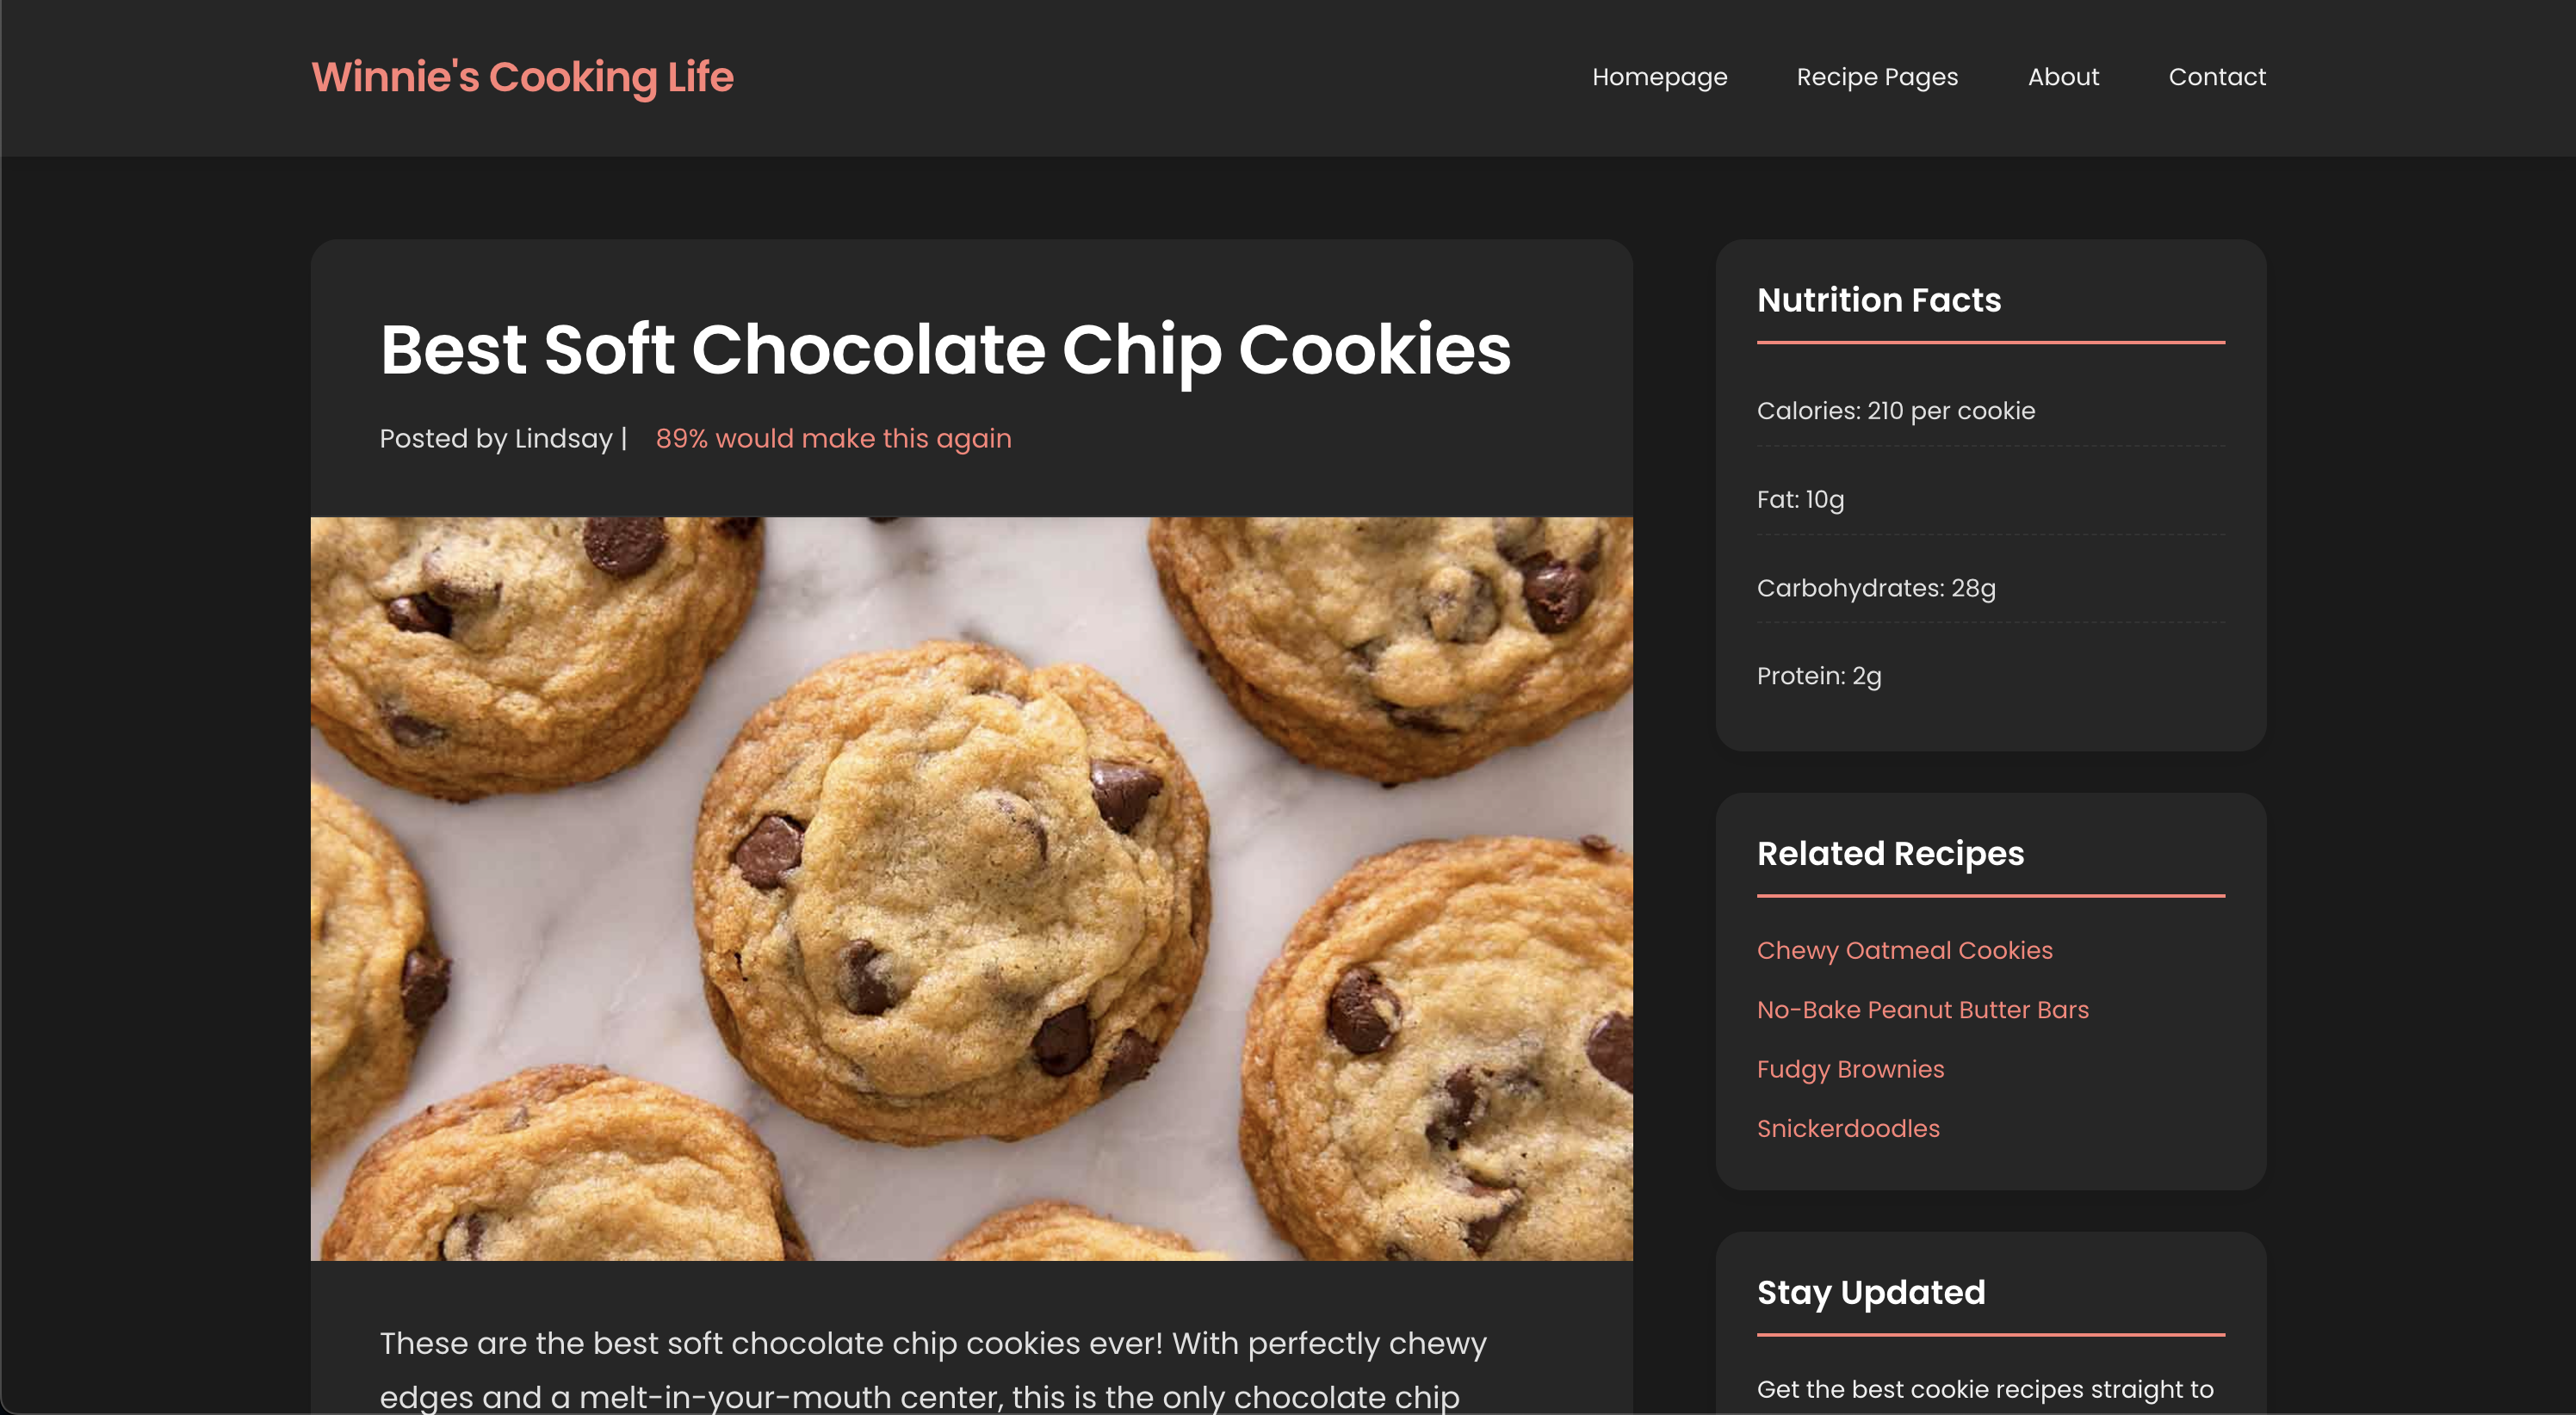 Winnie's Cooking Life
Homepage
Recipe Pages
About
Contact
Best Soft Chocolate Chip Cookies
Posted by Lindsay | 89% would make this again
These are the best soft chocolate chip cookies ever! With perfectly chewy
edges and a melt-in-your-mouth center, this is the only chocolate chip
Nutrition Facts
Calories: 210 per cookie
Fat: 10g
Carbohydrates: 28g
Protein: 2g
Related Recipes
Chewy Oatmeal Cookies
No-Bake Peanut Butter Bars
Fudgy Brownies
Snickerdoodles
Stay Updated
Get the best cookie recipes straight to